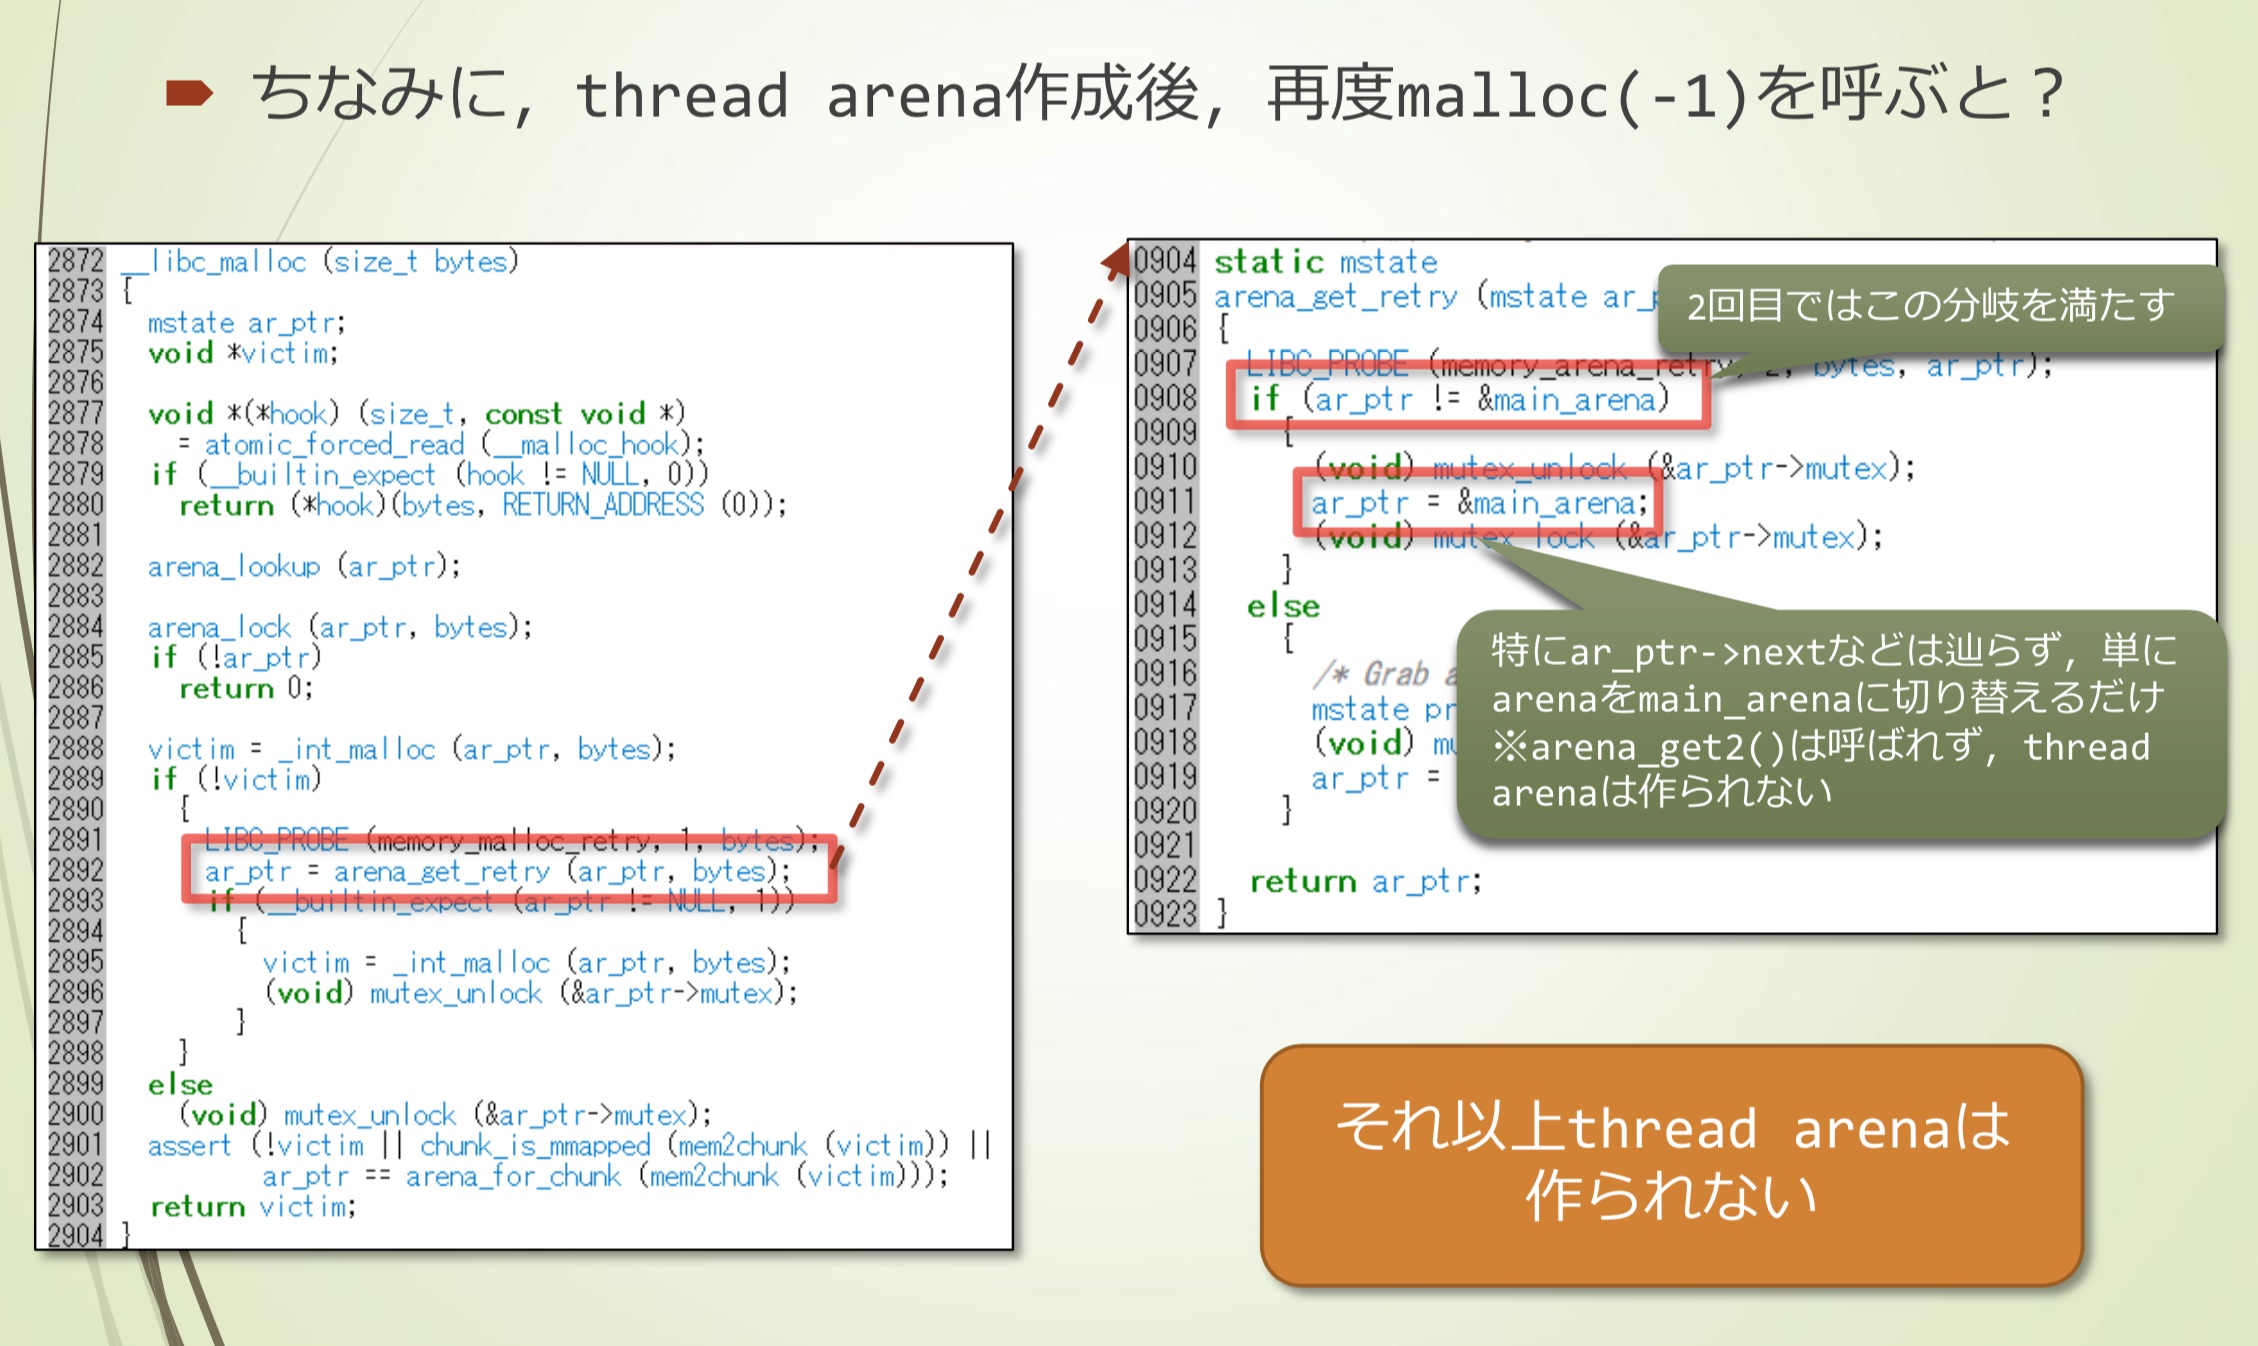 ちなみに, thread arena作成後, 再度malloc(-1)を呼ぶと？
2872 __libc_malloc (size_t bytes)
2873 {
2874 mstate ar_ptr;
2875 void *victim;
2876
2877 void *(*hook) (size_t, const void *)
2878 = atomic_forced_read (__malloc_hook);
2879 if (__builtin_expect (hook != NULL, 0))
2880 return (*hook)(bytes, RETURN_ADDRESS (0));
2881
2882 arena_lookup (ar_ptr);
2883
2884 arena_lock (ar_ptr, bytes);
2885 if (!ar_ptr)
2886 return 0;
2887
2888 victim = _int_malloc (ar_ptr, bytes);
2889 if (!victim)
2890 {
2891 LIBC_PROBE (memory_malloc_retry, 1, bytes);
2892 ar_ptr = arena_get_retry (ar_ptr, bytes);
2893 if (__builtin_expect (ar_ptr != NULL, 1))
2894 {
2895 victim = _int_malloc (ar_ptr, bytes);
2896 (void) mutex_unlock (&ar_ptr->mutex);
2897 }
2898 }
2899 else
2900 (void) mutex_unlock (&ar_ptr->mutex);
2901 assert (!victim || chunk_is_mmapped (mem2chunk (victim)) ||
2902 ar_ptr == arena_for_chunk (mem2chunk (victim)));
2903 return victim;
2904 }
0904 static mstate
0905 arena_get_retry (mstate ar_p
0906 {
0907 LIBC_PROBE (memory_arena_retry, 2, bytes, ar_ptr);
0908 if (ar_ptr != &main_arena)
0909 {
0910 (void) mutex_unlock (&ar_ptr->mutex);
0911 ar_ptr = &main_arena;
0912 (void) mutex_lock (&ar_ptr->mutex);
0913 }
0914 else
0915 {
0916 /* Grab a
0917 mstate pr
0918 (void) mu
0919 ar_ptr =
0920 }
0921
0922 return ar_ptr;
0923 }
2回目ではこの分岐を満たす
特にar_ptr->nextなどは辿らず, 単に
arenaをmain_arenaに切り替えるだけ
※arena_get2()は呼ばれず, thread
arenaは作られない
それ以上thread arenaは
作られない